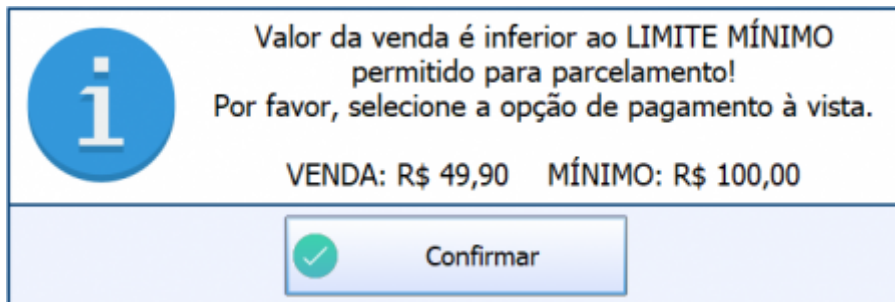 Valor da venda é inferior ao LIMITE MÍNIMO
permitido para parcelamento!
Por favor, selecione a opção de pagamento à vista.
VENDA: R$ 49,90 MÍNIMO: R$ 100,00
Confirmar